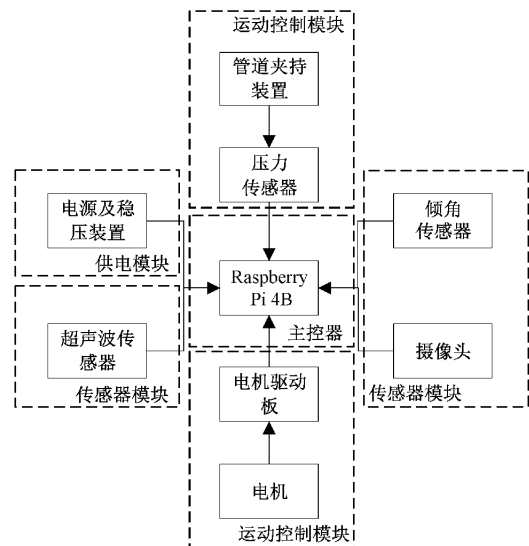 运动控制模块
管道夹持
装置
压力
传感器
电源及稳
压装置
供电模块
倾角
传感器
Raspberry
Pi 4B
主控器
超声波传
感器
传感器模块
摄像头
传感器模块
电机驱动
板
电机
运动控制模块